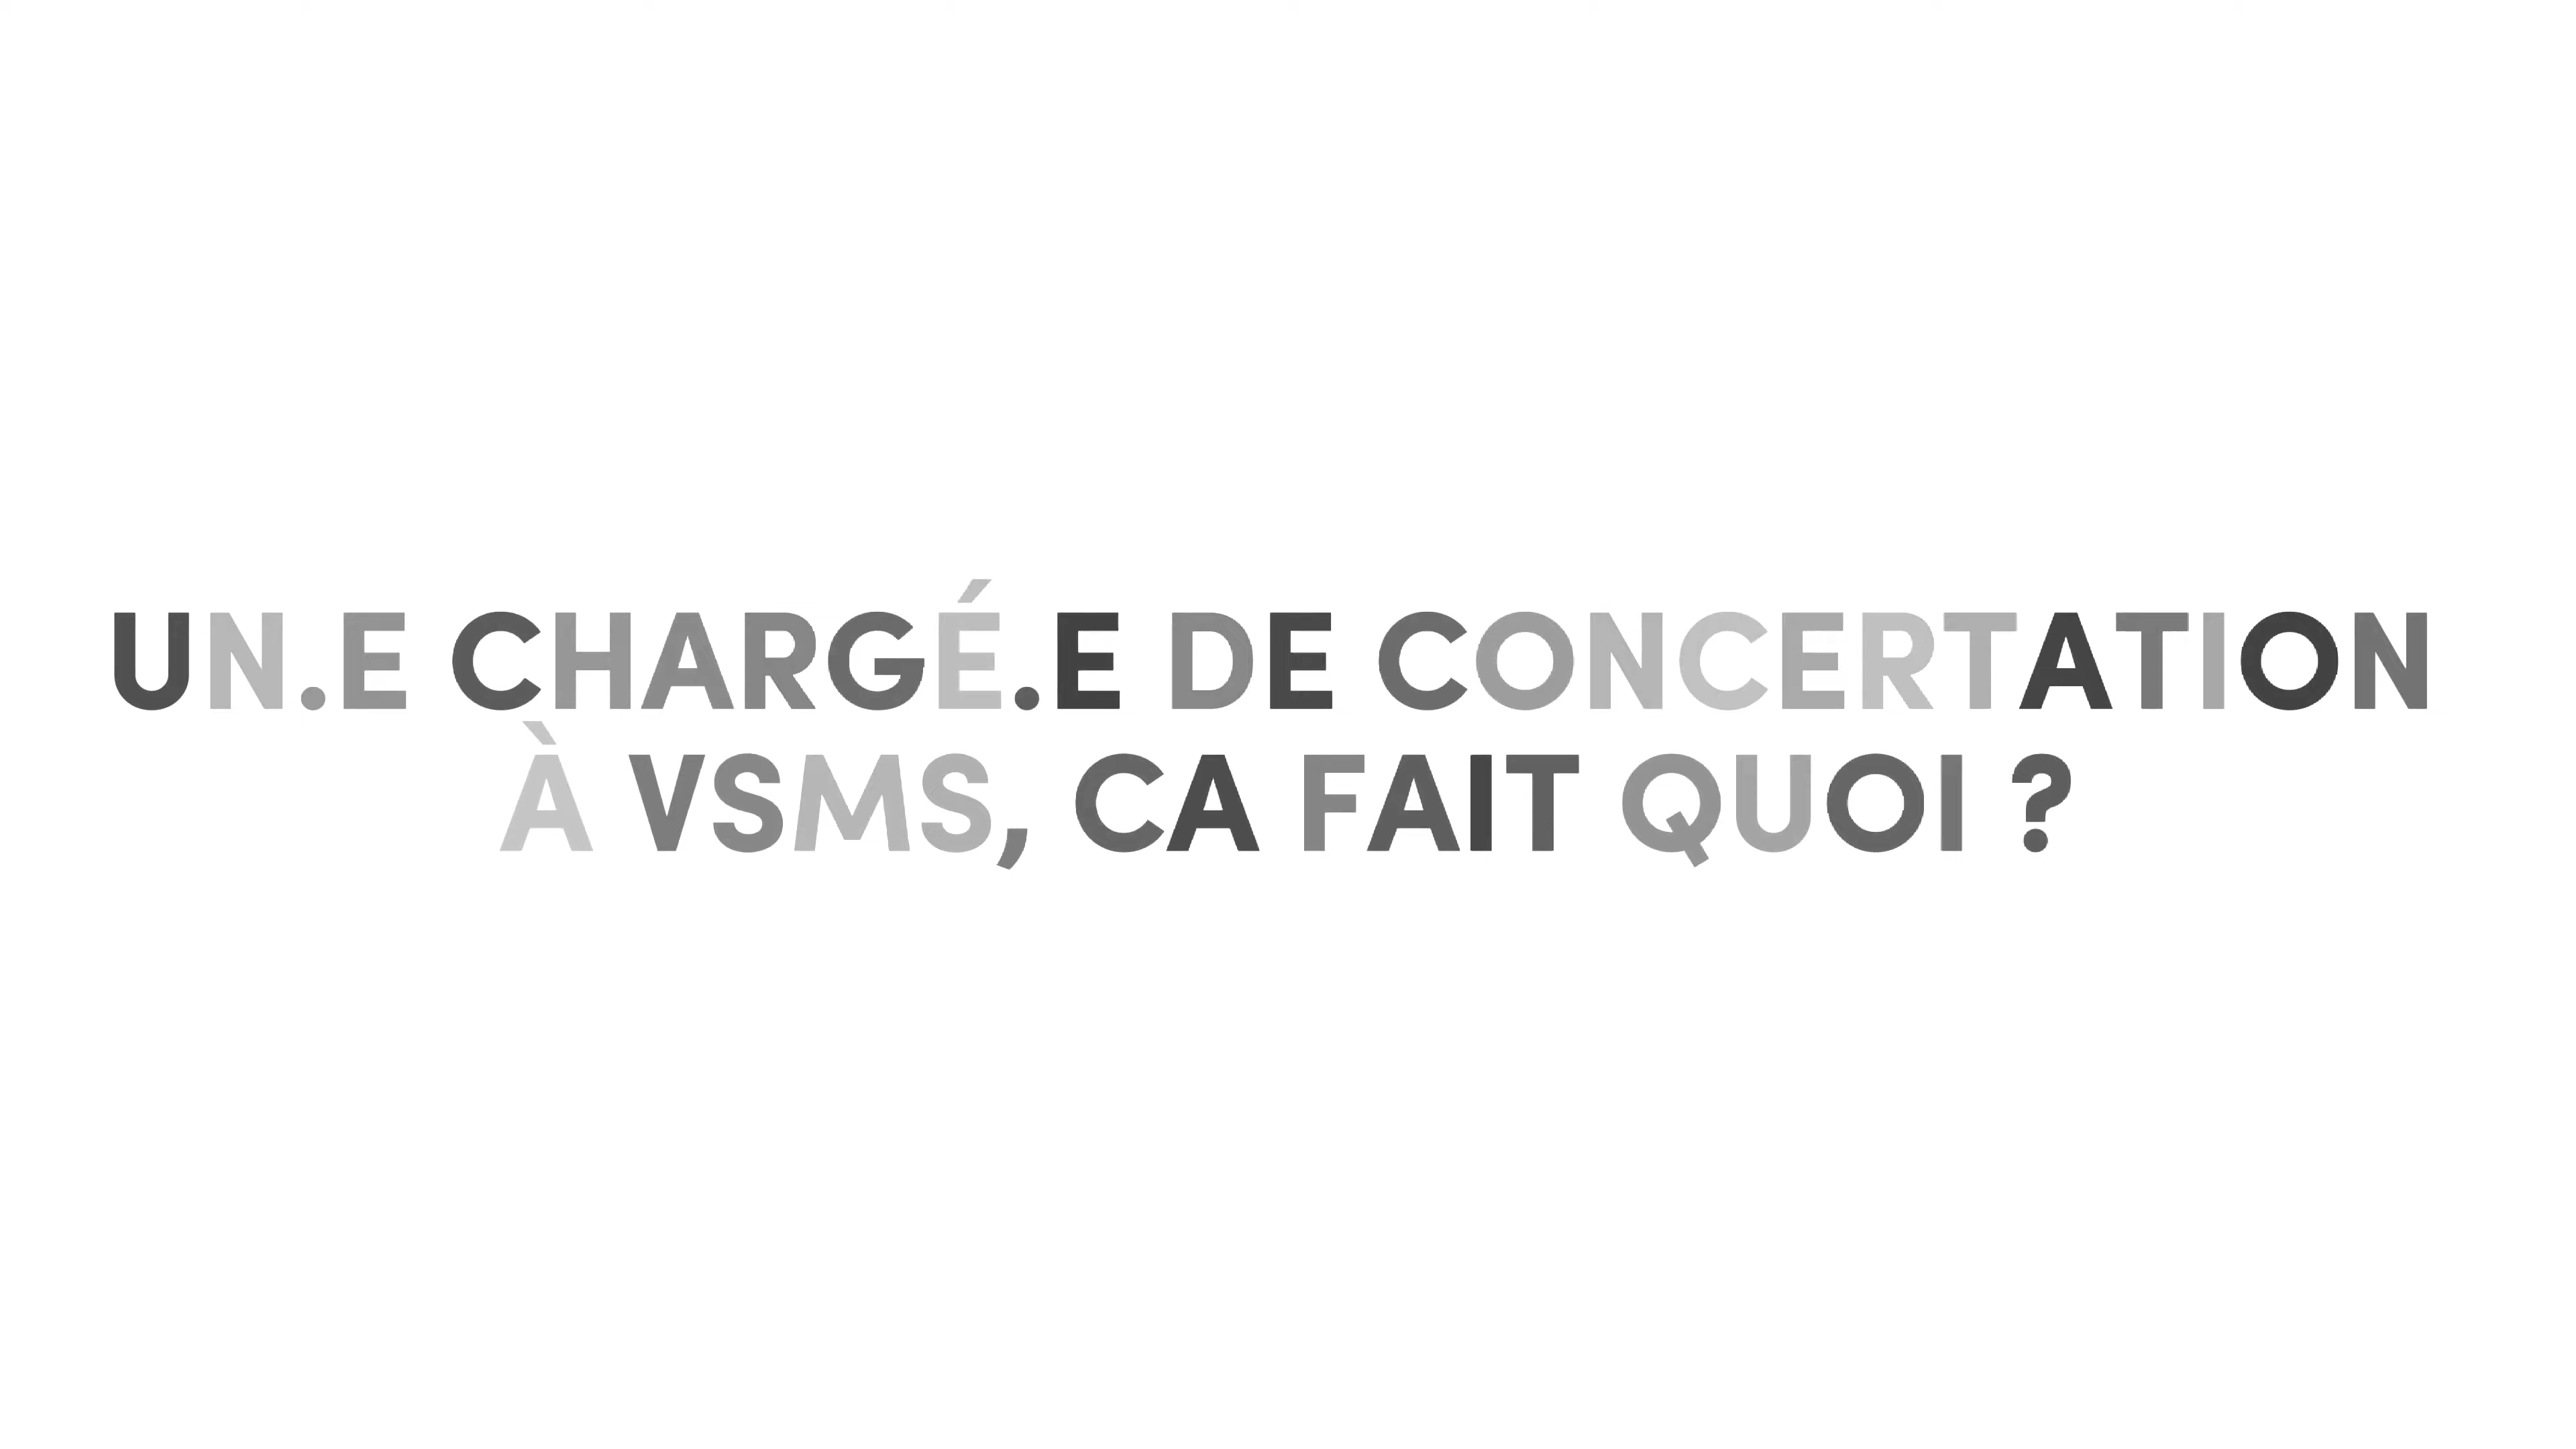 UN.E CHARGÉ.E DE CONCERTATION
À VSMS, CA FAIT QUOI ?